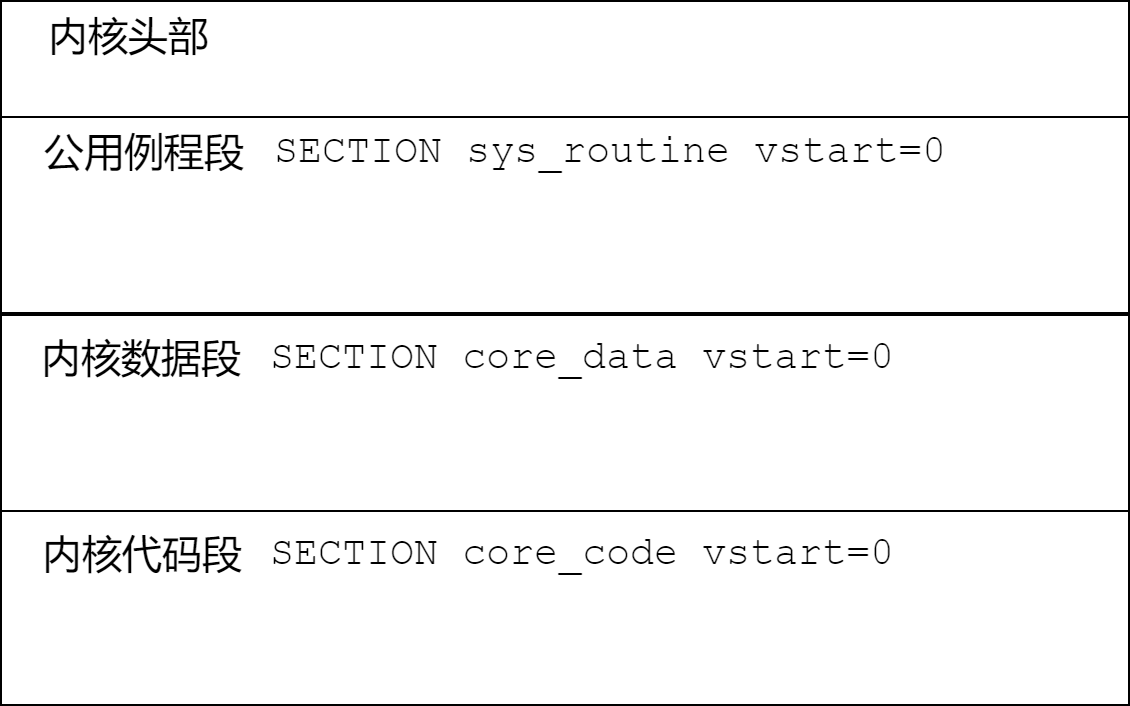 内核头部
公用例程段 SECTION sys_routine vstart=0
内核数据段 SECTION core_data vstart=0
内核代码段 SECTION core_code vstart=0